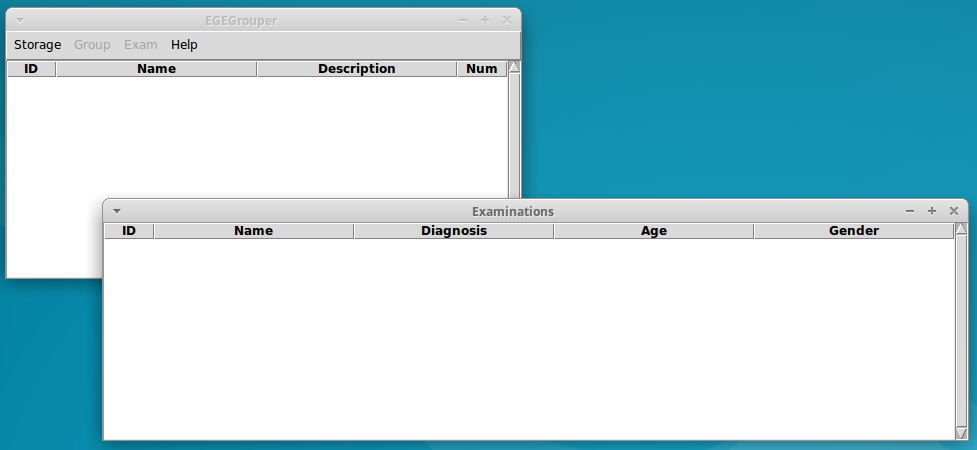 EGEGrouper
Storage Group Exam Help
ID Name Description Num
Examinations
ID Name Diagnosis Age Gender